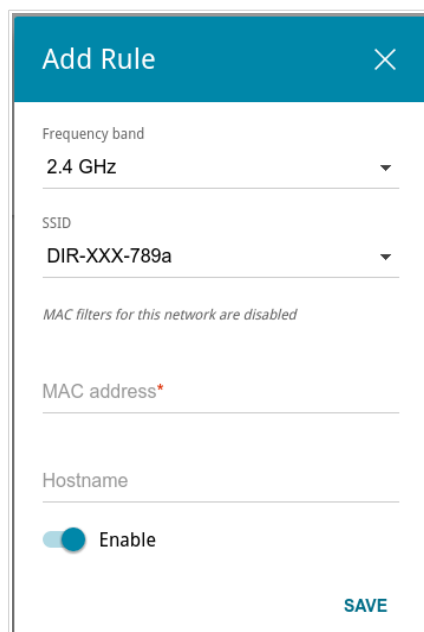 Add Rule
Frequency band
2.4 GHz
SSID
DIR-XXX-789a
MAC filters for this network are disabled
MAC address*
Hostname
Enable
SAVE